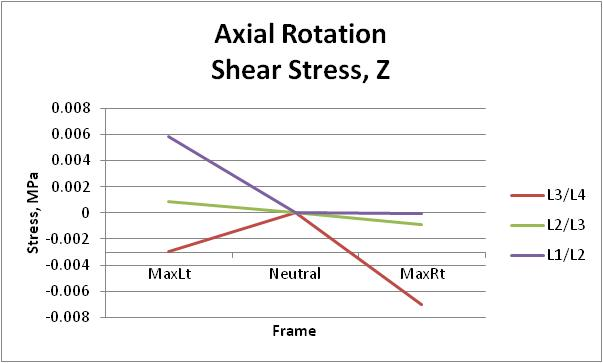 Axial Rotation
Shear Stress, Z
0.008
0.006
0.004
0.002
0
-0.002
-0.004
-0.006
-0.008
Stress, MPa
MaxLt Neutral MaxRt
Frame
L3/L4
L2/L3
L1/L2